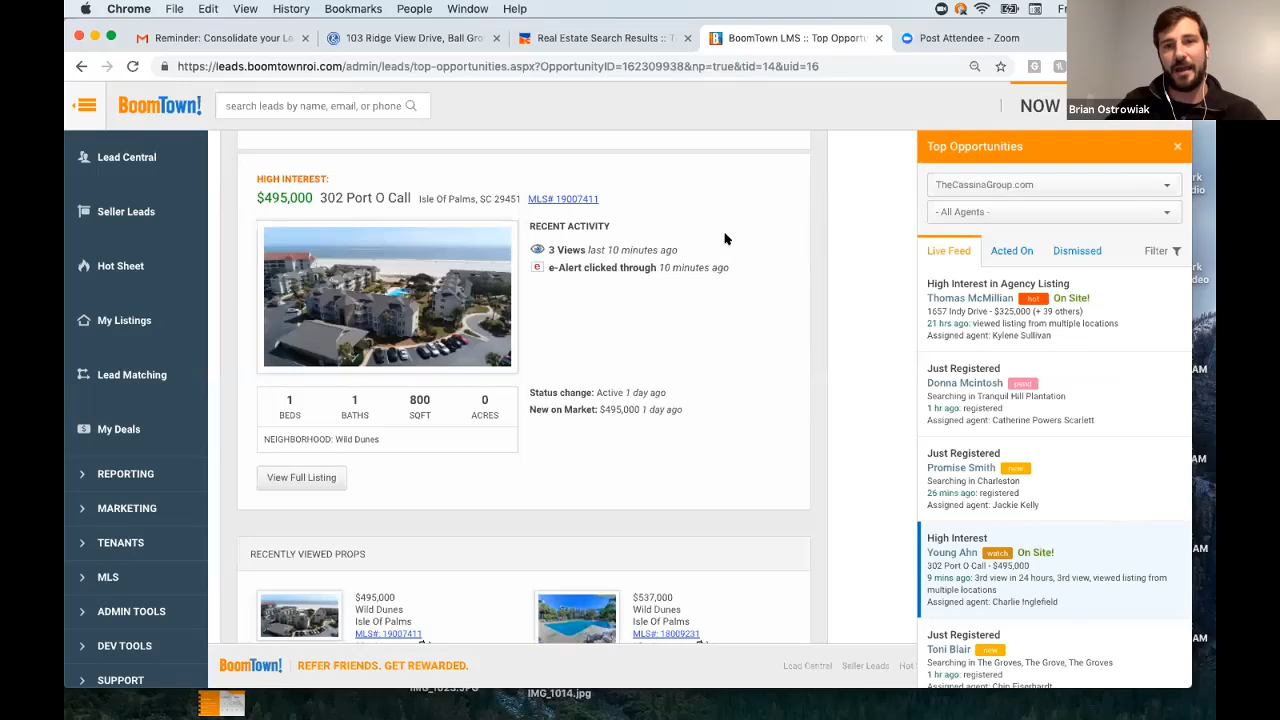 Chrome File Edit View History Bookmarks People Window Help
Reminder: Consolidate your Le
103 Ridge View Drive, Ball Gro
Real Estate Search Results :: T
BoomTown LMS :: Top Opportu
Post Attendee - Zoom
https://leads.boomtownroi.com/admin/leads/top-opportunities.aspx?OpportunityID=162309938&np=true&tid=14&uid=16
BoomTown!
search leads by name, email, or phone
NOW
Brian Ostrowiak
Lead Central
Seller Leads
Hot Sheet
My Listings
Lead Matching
My Deals
REPORTING
MARKETING
TENANTS
MLS
ADMIN TOOLS
DEV TOOLS
SUPPORT
HIGH INTEREST:
$495,000 302 Port O Call Isle Of Palms, SC 29451 MLS# 19007411
RECENT ACTIVITY
3 Views last 10 minutes ago
e-Alert clicked through 10 minutes ago
Status change: Active 1 day ago
New on Market: $495,000 1 day ago
1 1 800 0
BEDS BATHS SQFT ACRES
NEIGHBORHOOD: Wild Dunes
View Full Listing
RECENTLY VIEWED PROPS
$495,000
Wild Dunes
Isle Of Palms
MLS#: 19007411
$537,000
Wild Dunes
Isle Of Palms
MLS#: 18009231
BoomTown! REFER FRIENDS. GET REWARDED.
Lead Central Seller Leads Hot
Top Opportunities
TheCassinaGroup.com
- All Agents -
Live Feed Acted On Dismissed Filter
High Interest in Agency Listing
Thomas McMillian hot On Site!
1657 Indy Drive - $325,000 (+ 39 others)
21 hrs ago: viewed listing from multiple locations
Assigned agent: Kylene Sullivan
Just Registered
Donna Mcintosh pend
Searching in Tranquil Hill Plantation
1 hr ago: registered
Assigned agent: Catherine Powers Scarlett
Just Registered
Promise Smith new
Searching in Charleston
26 mins ago: registered
Assigned agent: Jackie Kelly
High Interest
Young Ahn watch On Site!
302 Port O Call - $495,000
9 mins ago: 3rd view in 24 hours, 3rd view, viewed listing from
multiple locations
Assigned agent: Charlie Inglefield
Just Registered
Toni Blair new
Searching in The Groves, The Grove, The Groves
1 hr ago: registered
Assigned agent: Chip Eiserhardt
AM
AM
AM
AM
IMG_1014.jpg